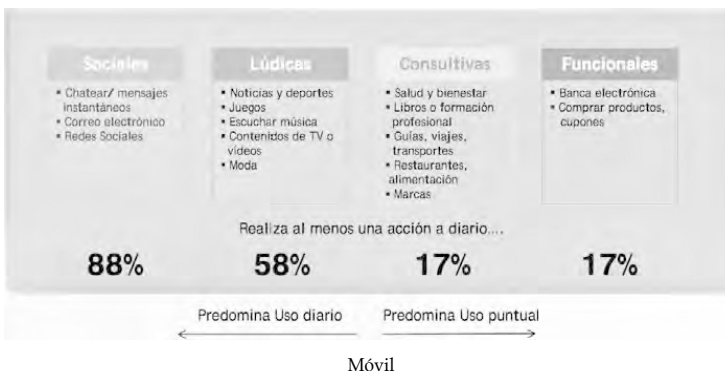 Sociales
▪ Chatear/ mensajes
instantáneos
▪ Correo electrónico
▪ Redes Sociales
Lúdicas
▪ Noticias y deportes
▪ Juegos
▪ Escuchar música
▪ Contenidos de TV o
vídeos
▪ Moda
Consultivas
▪ Salud y bienestar
▪ Libros o formación
profesional
▪ Guías, viajes,
transportes
▪ Restaurantes,
alimentación
▪ Marcas
Funcionales
▪ Banca electrónica
▪ Comprar productos,
cupones
Realiza al menos una acción a diario....
88%
58%
17%
17%
Predomina Uso diario
Predomina Uso puntual
Móvil